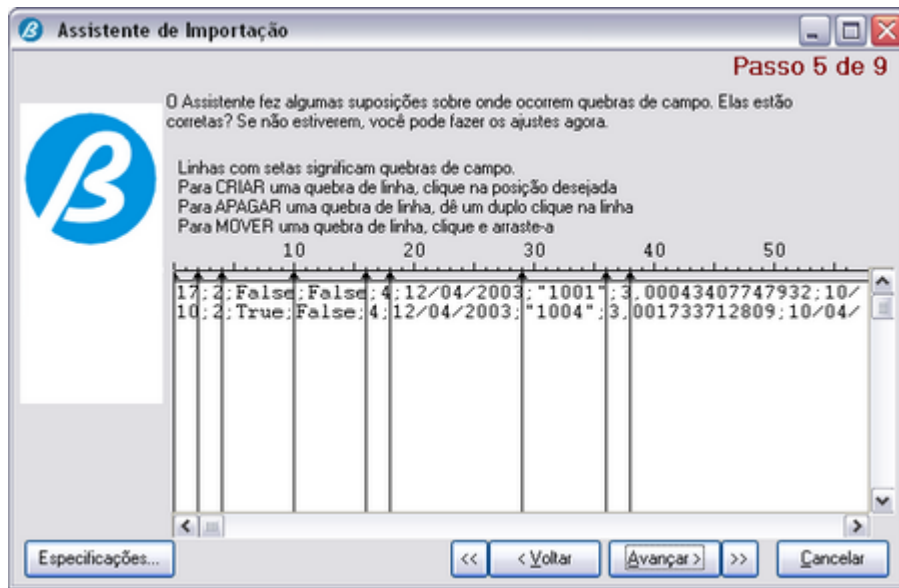 Assistente de Importação
Passo 5 de 9
O Assistente fez algumas suposições sobre onde ocorrem quebras de campo. Elas estão
corretas? Se não estiverem, você pode fazer os ajustes agora.
Linhas com setas significam quebras de campo.
Para CRIAR uma quebra de linha, clique na posição desejada
Para APAGAR uma quebra de linha, dê um duplo clique na linha
Para MOVER uma quebra de linha, clique e arraste-a
10 20 30 40 50
17;2;False;False;4;12/04/2003;"1001";3,00043407747932;10/
10;2;True;False;4;12/04/2003;"1004";3,001733712809;10/04/
Especificações... << < Voltar Avançar > >> Cancelar